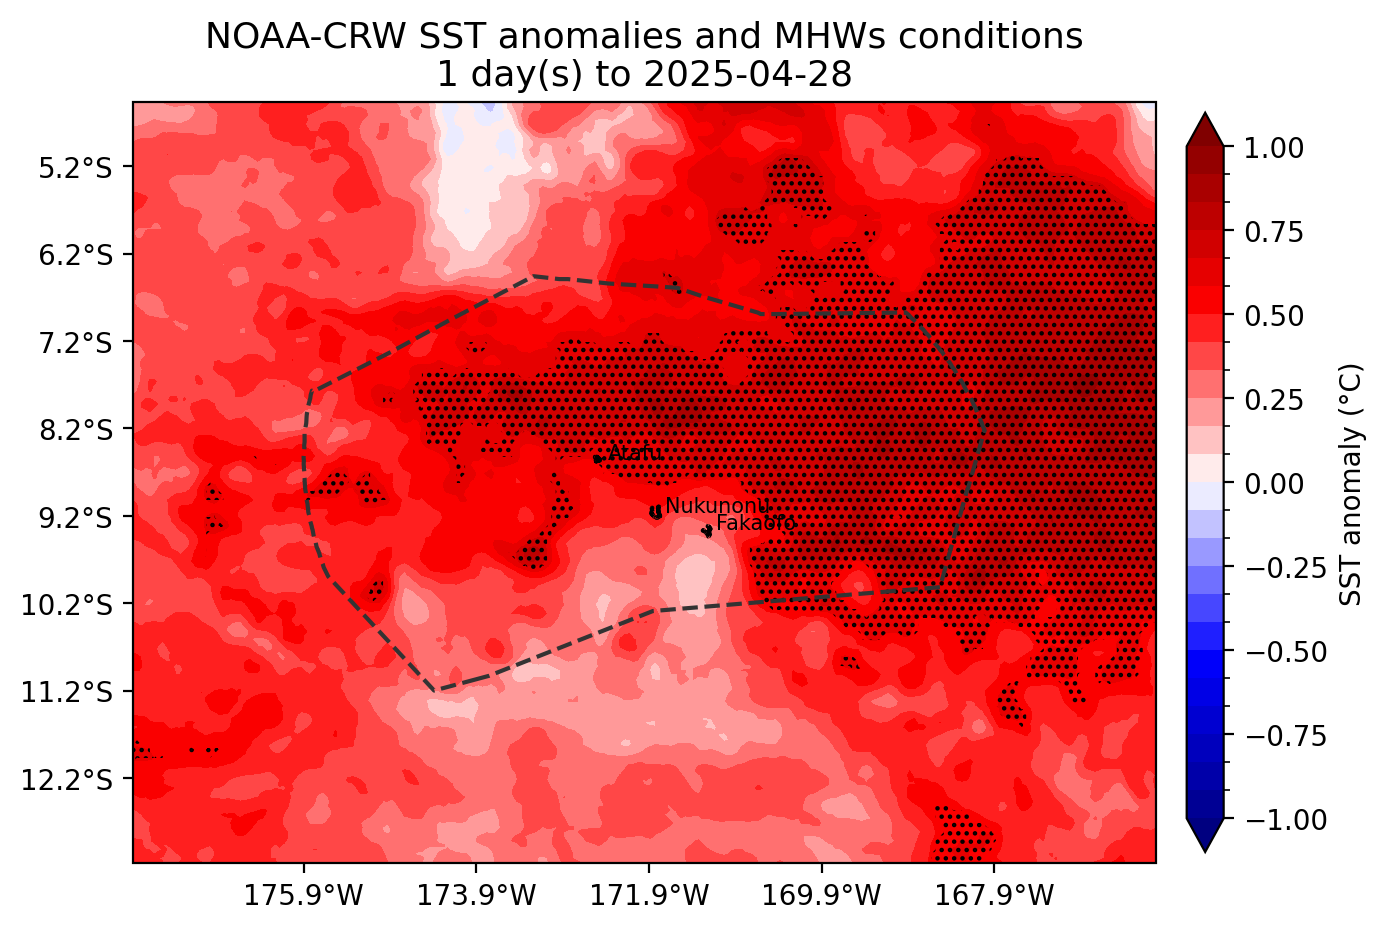 NOAA-CRW SST anomalies and MHWs conditions
1 day(s) to 2025-04-28
5.2°S
6.2°S
7.2°S
8.2°S
9.2°S
10.2°S
11.2°S
12.2°S
175.9°W
173.9°W
171.9°W
169.9°W
167.9°W
Atafu
Nukunonu
Fakaofo
1.00
0.75
0.50
0.25
0.00
−0.25
−0.50
−0.75
−1.00
SST anomaly (°C)